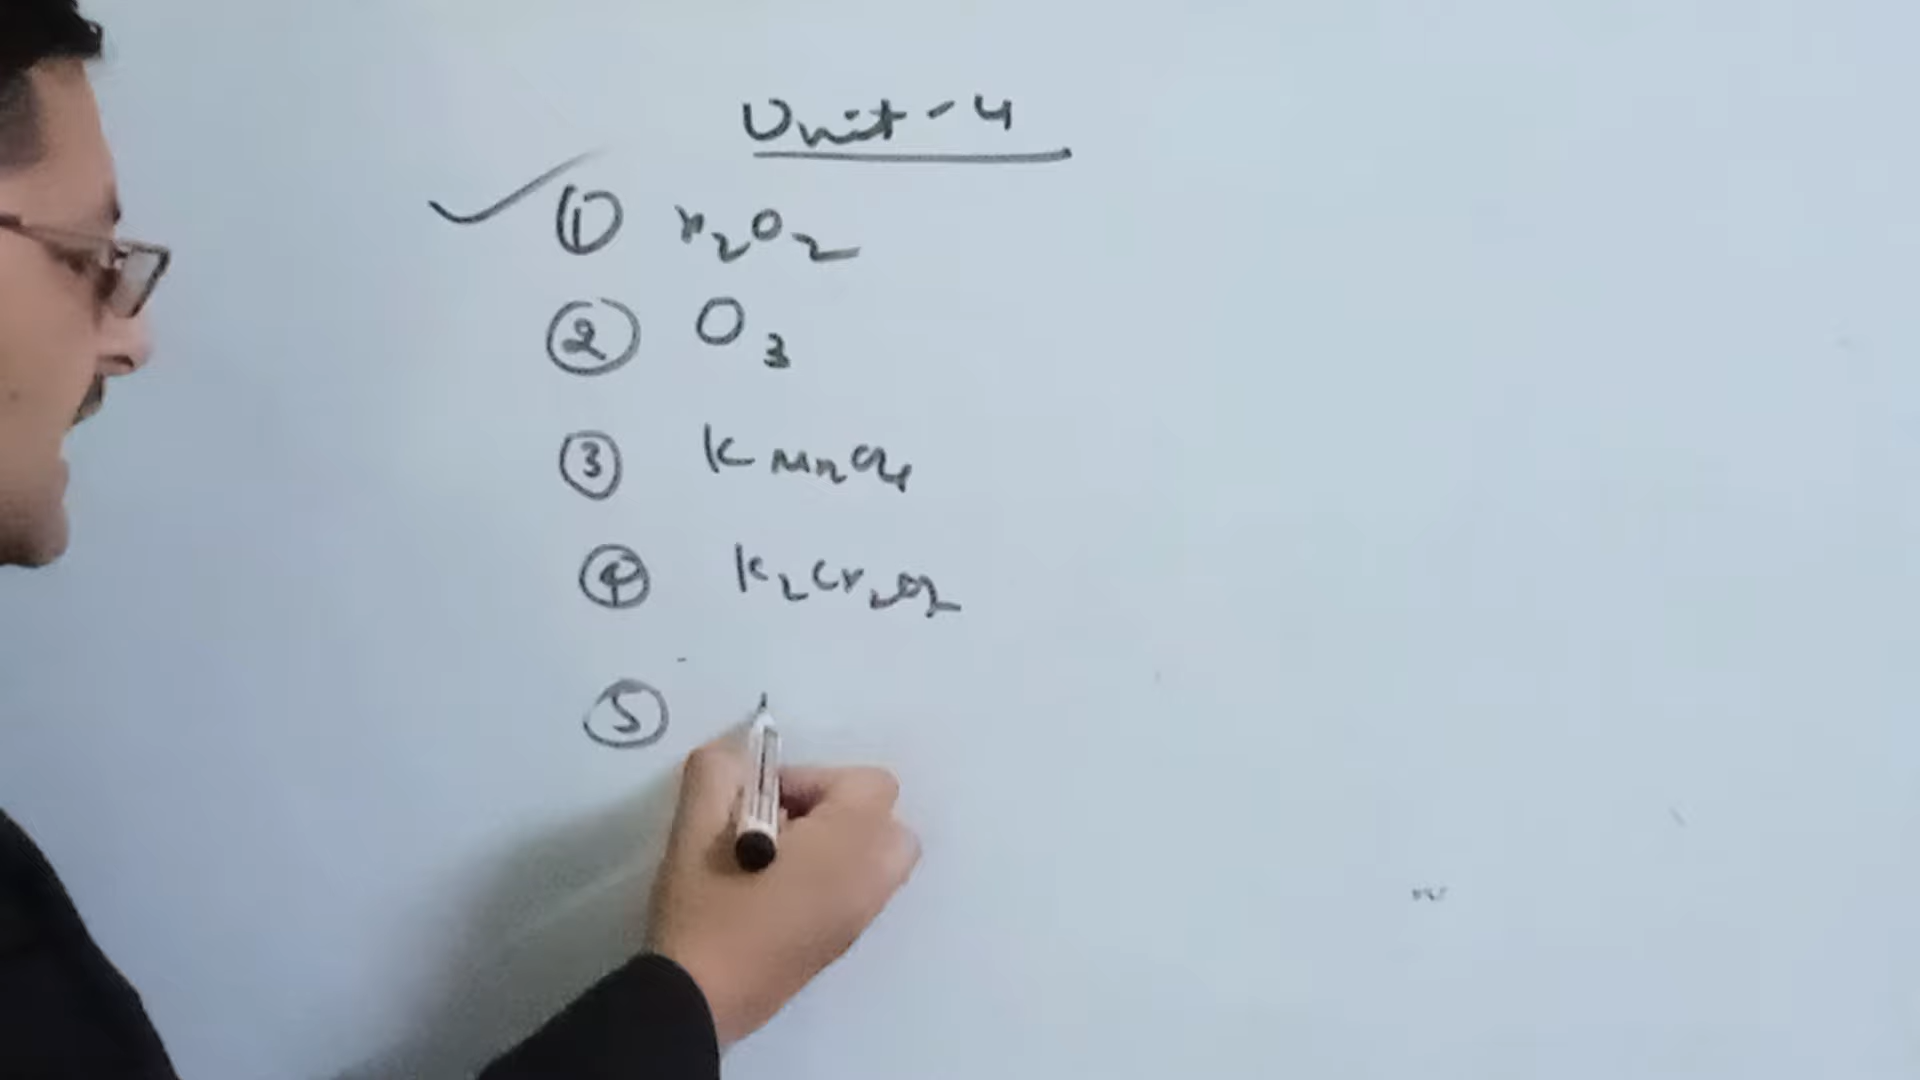 Unit - 4
① H₂O₂
② O₃
③ KMnO₄
④ K₂Cr₂O₇
⑤